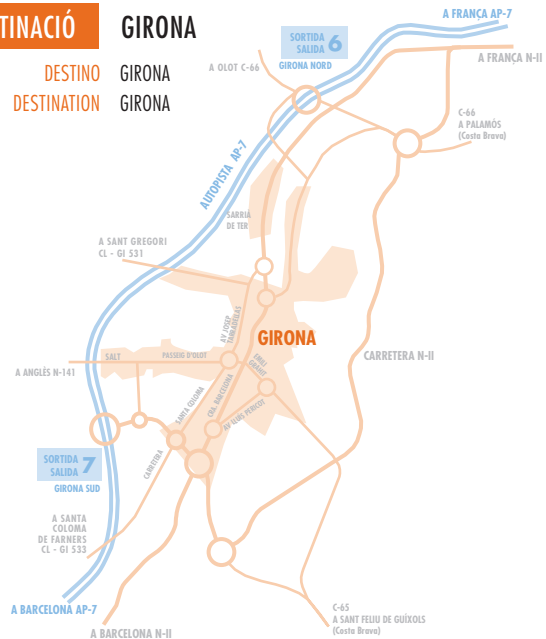 TINACIÓ GIRONA
DESTINO GIRONA
DESTINATION GIRONA
A FRANÇA AP-7
SORTIDA
SALIDA 6
GIRONA NORD
A FRANÇA N-II
A OLOT C-66
C-66
A PALAMÓS
(Costa Brava)
AUTOPISTA AP-7
SARRIÀ
DE TER
A SANT GREGORI
CL - GI 531
AV JOSEP
TARRADELLAS
GIRONA
SALT
PASSEIG D'OLOT
EMILI
GRAHIT
CARRETERA N-II
A ANGLÈS N-141
SANTA COLOMA
CRA. BARCELONA
AV LLUÍS PERICOT
CARRETERA
SORTIDA
SALIDA 7
GIRONA SUD
A SANTA
COLOMA
DE FARNERS
CL - GI 533
A BARCELONA AP-7
A BARCELONA N-II
C-65
A SANT FELIU DE GUÍXOLS
(Costa Brava)